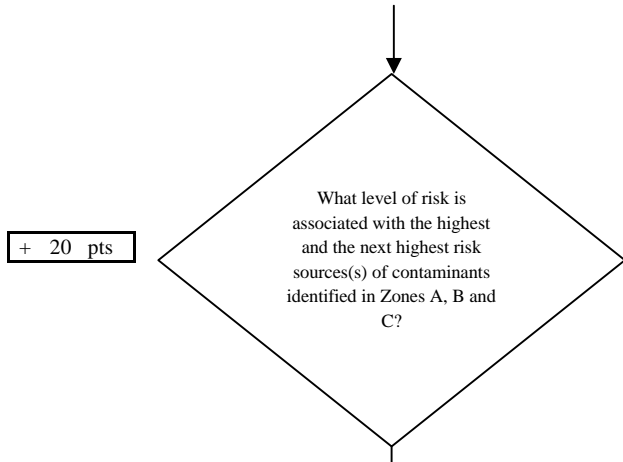 What level of risk is
associated with the highest
and the next highest risk
sources(s) of contaminants
identified in Zones A, B and
C?
+ 20 pts